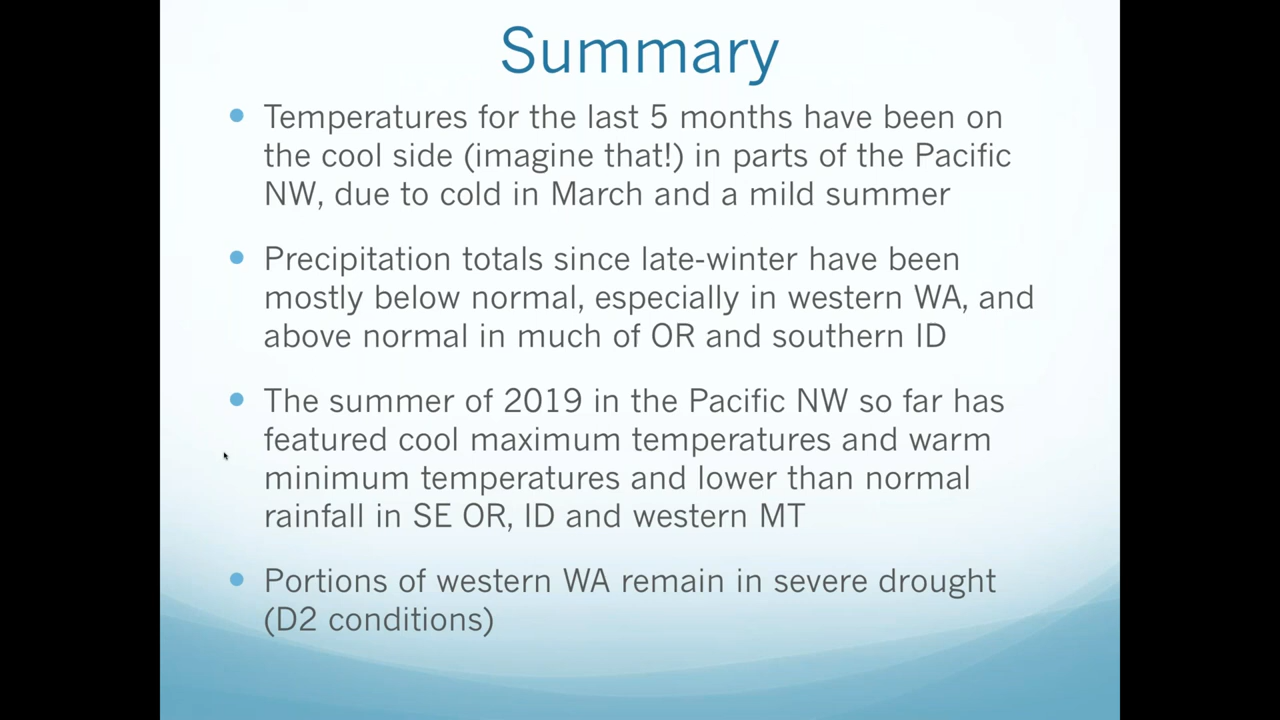 Summary
Temperatures for the last 5 months have been on
the cool side (imagine that!) in parts of the Pacific
NW, due to cold in March and a mild summer
Precipitation totals since late-winter have been
mostly below normal, especially in western WA, and
above normal in much of OR and southern ID
The summer of 2019 in the Pacific NW so far has
featured cool maximum temperatures and warm
minimum temperatures and lower than normal
rainfall in SE OR, ID and western MT
Portions of western WA remain in severe drought
(D2 conditions)